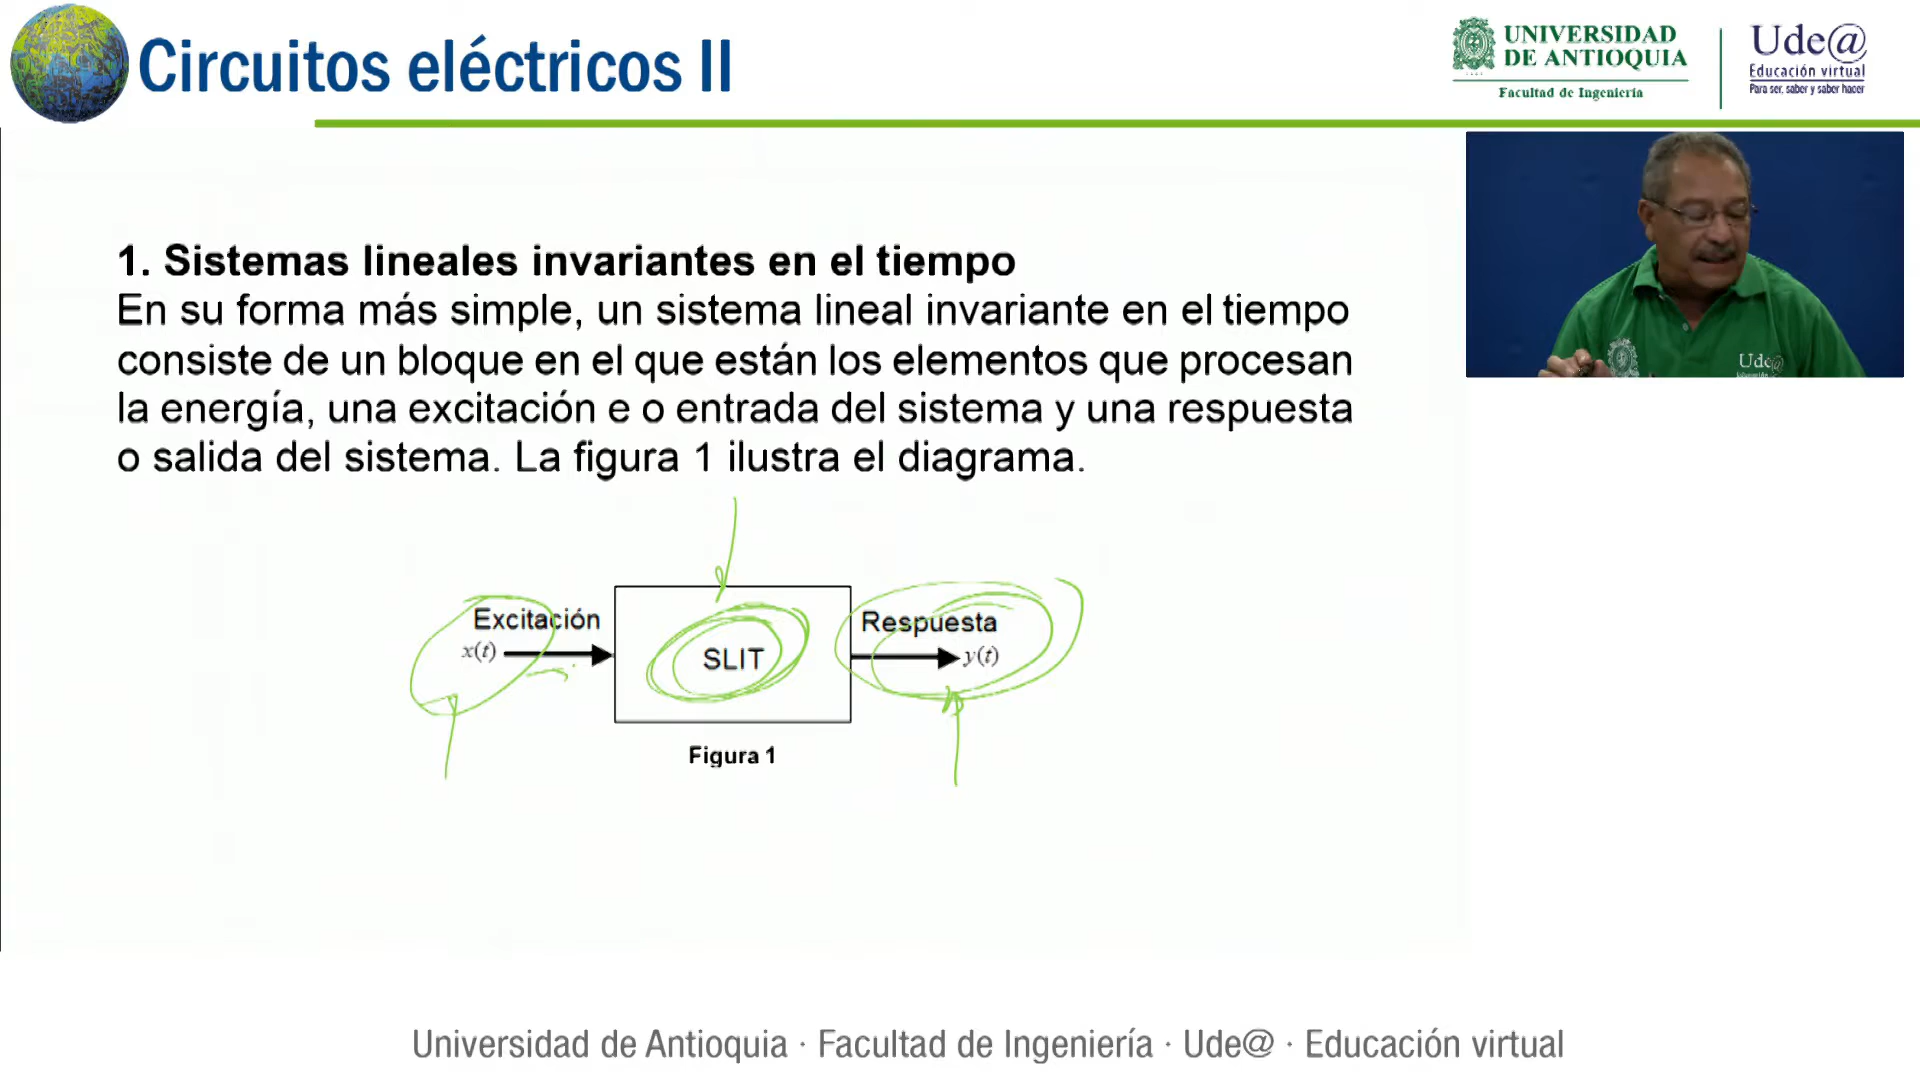 Circuitos eléctricos II
UNIVERSIDAD
DE ANTIOQUIA
Facultad de Ingeniería
Ude@
Educación virtual
Para ser, saber y saber hacer
1. Sistemas lineales invariantes en el tiempo
En su forma más simple, un sistema lineal invariante en el tiempo
consiste de un bloque en el que están los elementos que procesan
la energía, una excitación e o entrada del sistema y una respuesta
o salida del sistema. La figura 1 ilustra el diagrama.
Excitación
x(t)
SLIT
Respuesta
y(t)
Figura 1
Ude@
Universidad de Antioquia · Facultad de Ingeniería · Ude@ · Educación virtual